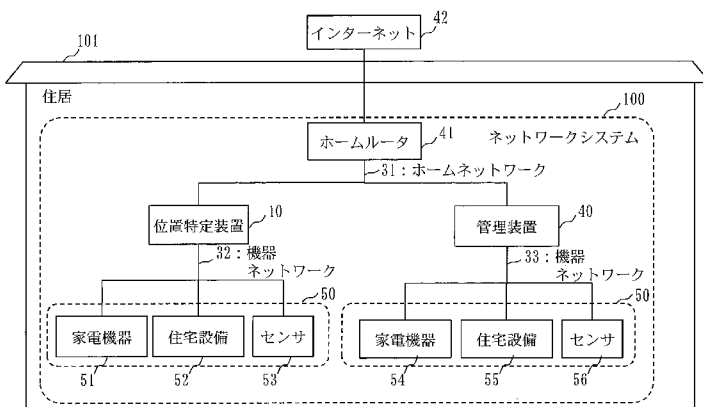 インターネット
42
101
住居
100
ホームルータ
41
ネットワークシステム
31：ホームネットワーク
位置特定装置
10
管理装置
40
32：機器
ネットワーク
33：機器
ネットワーク
50
50
家電機器
住宅設備
センサ
家電機器
住宅設備
センサ
51
52
53
54
55
56